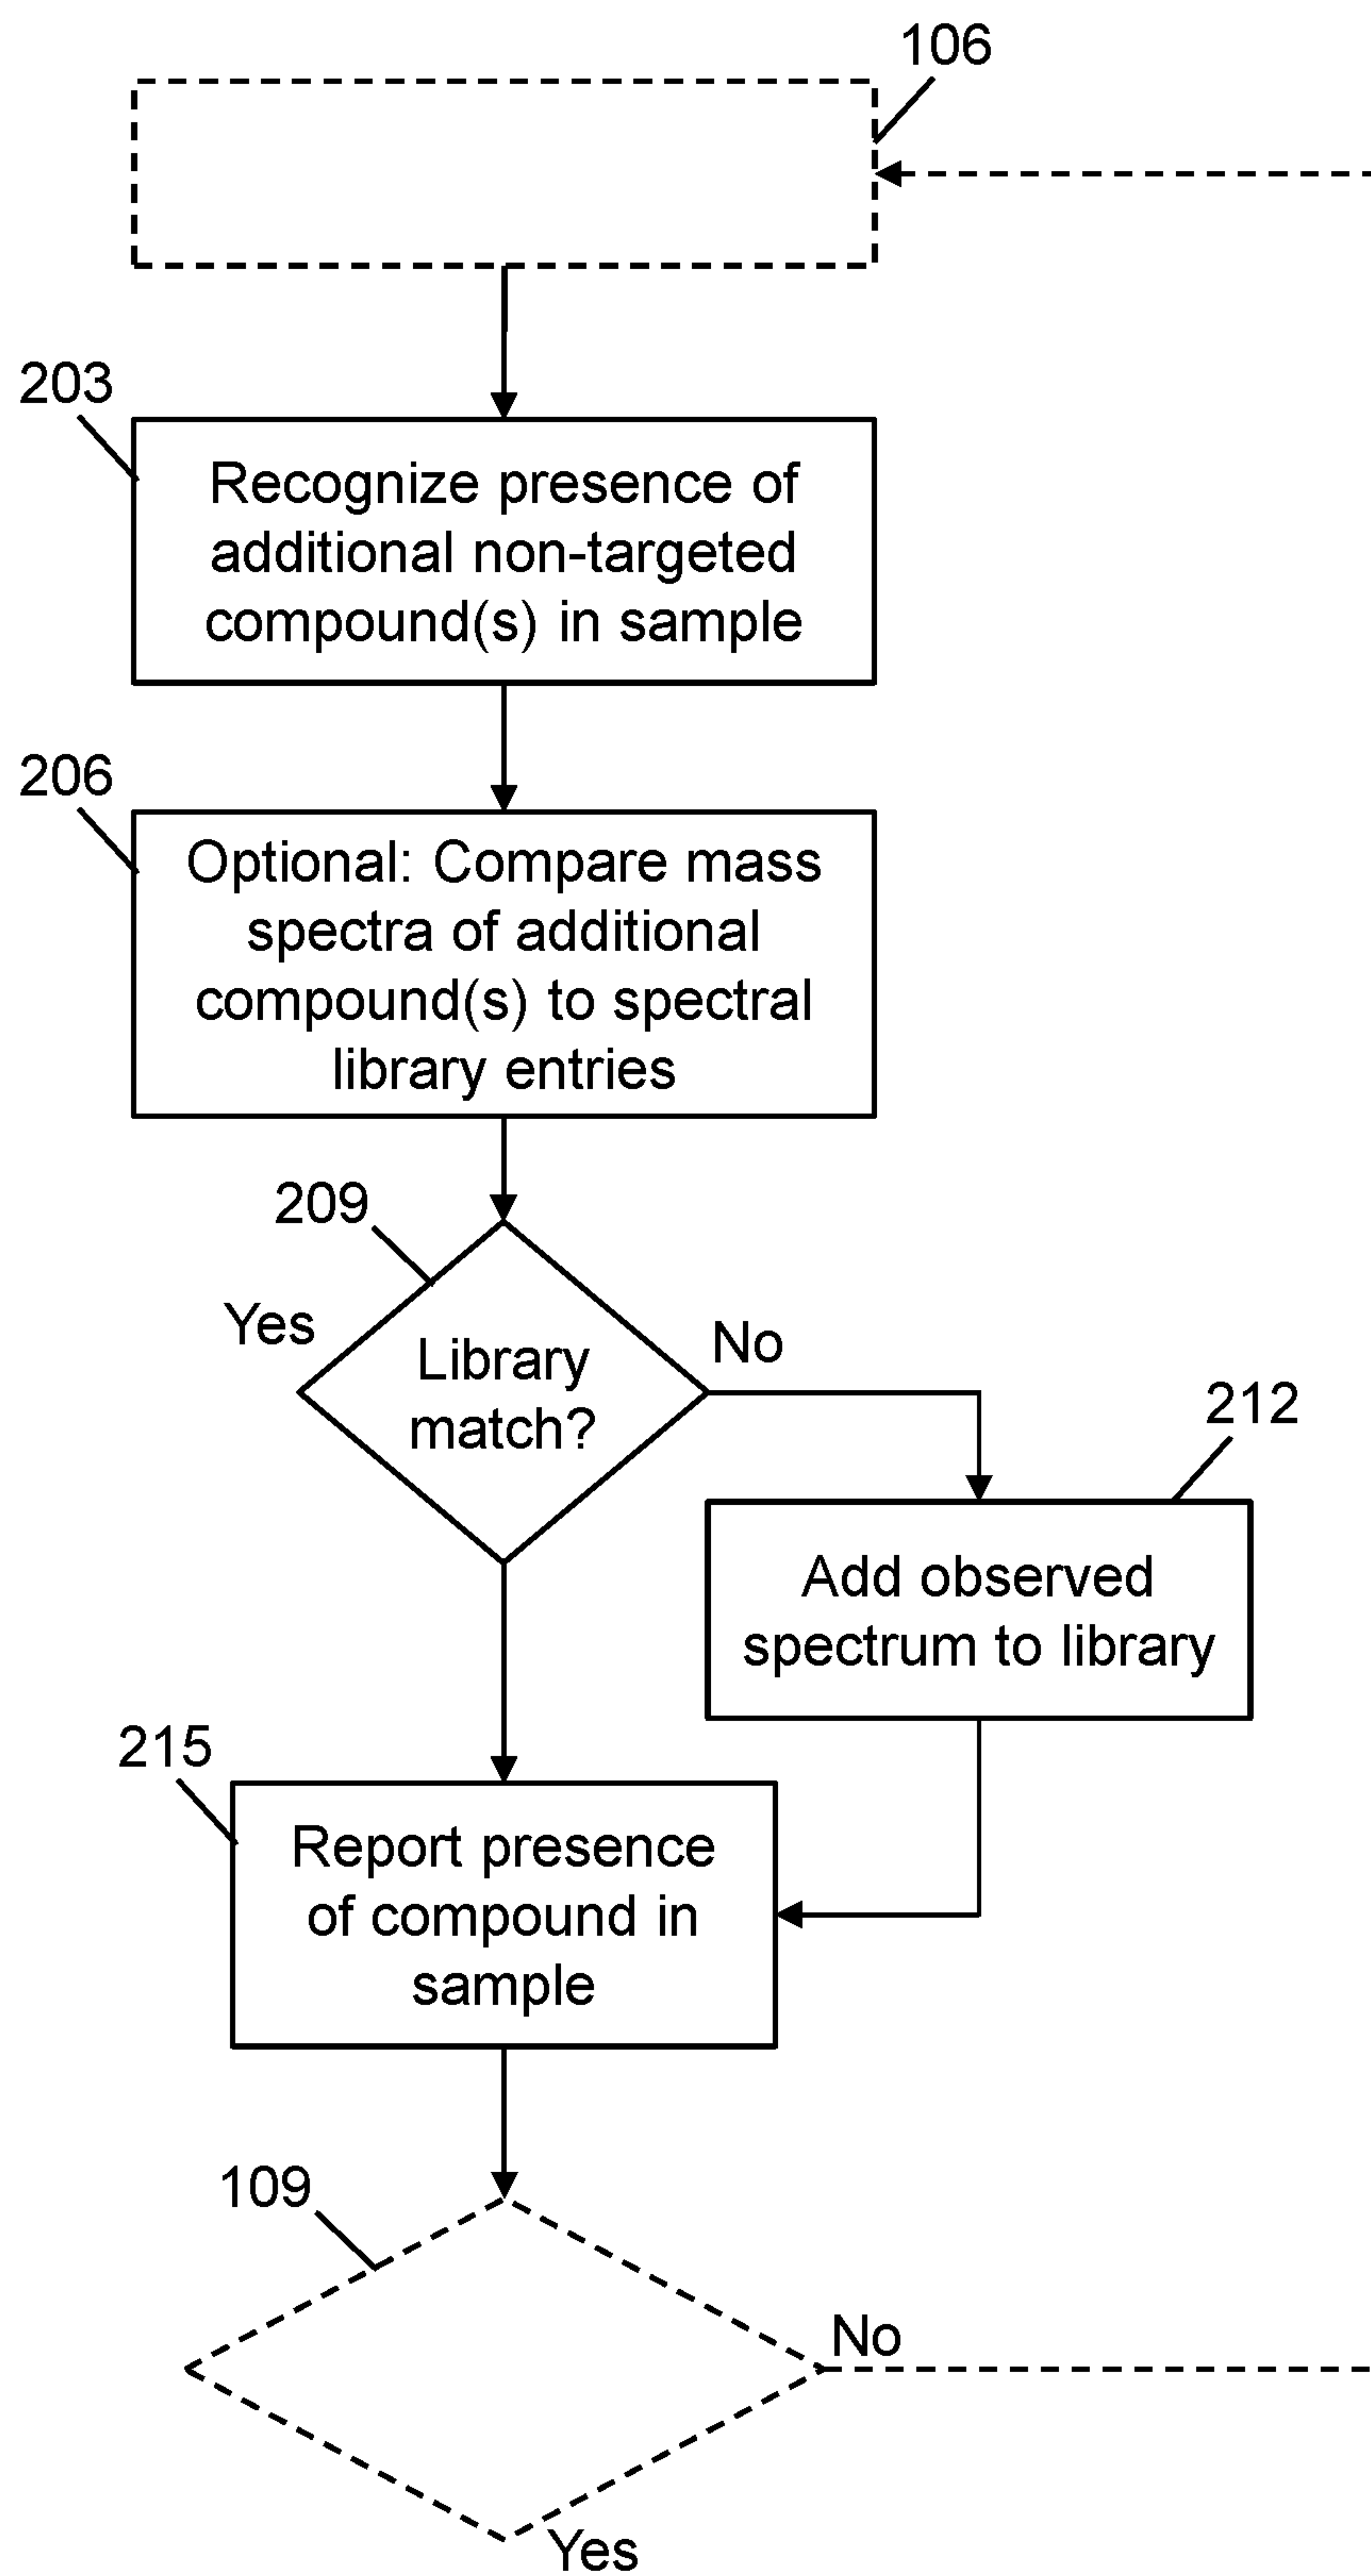 106
203
Recognize presence of
additional non-targeted
compound(s) in sample
206
Optional: Compare mass
spectra of additional
compound(s) to spectral
library entries
209
Yes
No
Library
match?
212
Add observed
spectrum to library
215
Report presence
of compound in
sample
109
No
Yes